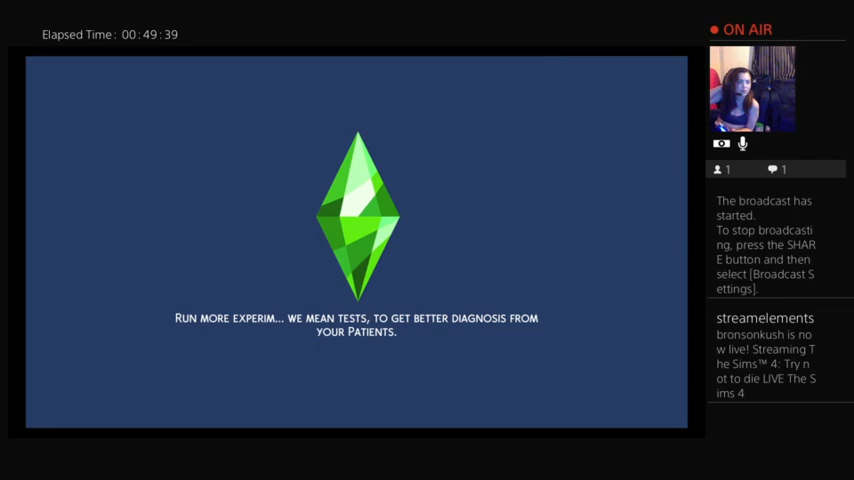 Elapsed Time: 00:49:39
ON AIR
1 1
The broadcast has
started.
To stop broadcasti
ng, press the SHAR
E button and then
select [Broadcast S
ettings].
streamelements
bronsonkush is no
w live! Streaming T
he Sims™ 4: Try n
ot to die LIVE The S
ims 4
RUN MORE EXPERIM... WE MEAN TESTS, TO GET BETTER DIAGNOSIS FROM
YOUR PATIENTS.